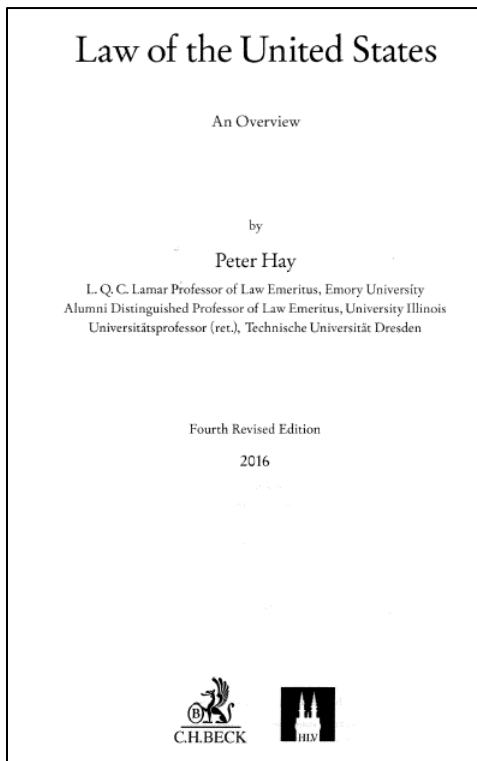 Law of the United States
An Overview
by
Peter Hay
L. Q. C. Lamar Professor of Law Emeritus, Emory University
Alumni Distinguished Professor of Law Emeritus, University Illinois
Universitätsprofessor (ret.), Technische Universität Dresden
Fourth Revised Edition
2016
B
C.H.BECK
HLV